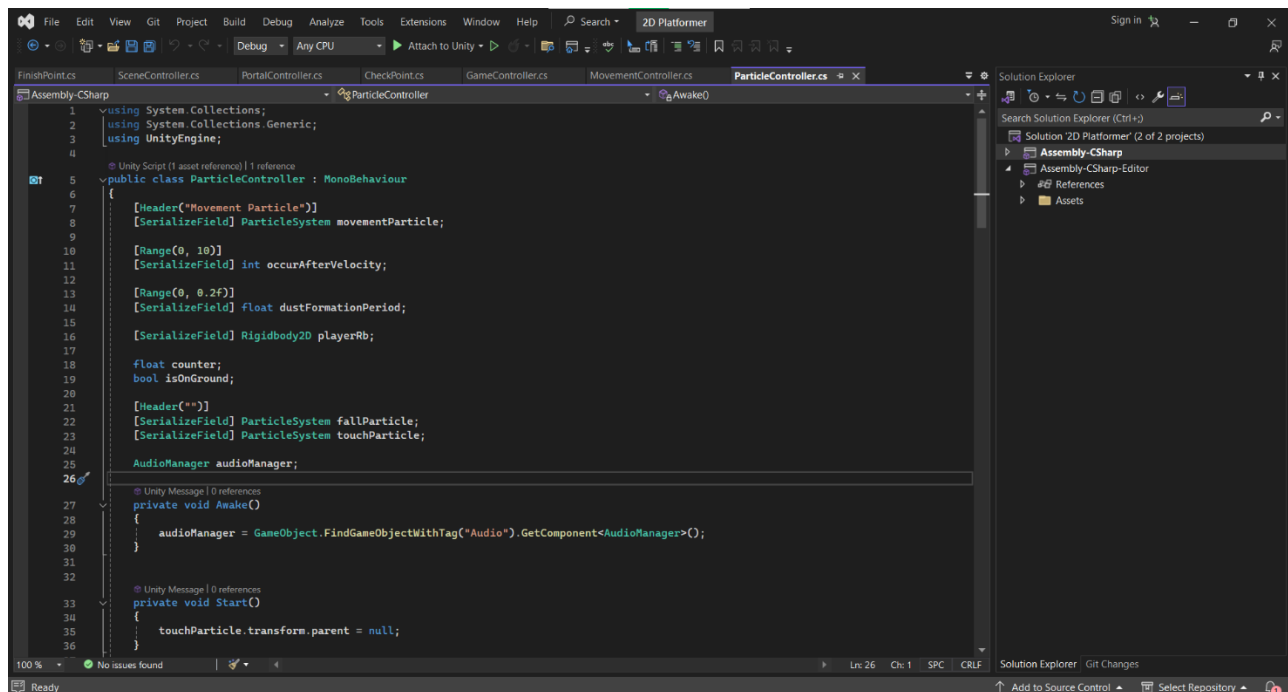 File Edit View Git Project Build Debug Analyze Tools Extensions Window Help Search 2D Platformer Sign in
Debug Any CPU Attach to Unity
FinishPoint.cs SceneController.cs PortalController.cs CheckPoint.cs GameController.cs MovementController.cs ParticleController.cs Solution Explorer
Assembly-CSharp ParticleController Awake()
Search Solution Explorer (Ctrl+;)
Solution '2D Platformer' (2 of 2 projects)
Assembly-CSharp
Assembly-CSharp-Editor
References
Assets
1 using System.Collections;
2 using System.Collections.Generic;
3 using UnityEngine;
4
Unity Script (1 asset reference) | 1 reference
5 public class ParticleController : MonoBehaviour
6 {
7 [Header("Movement Particle")]
8 [SerializeField] ParticleSystem movementParticle;
9
10 [Range(0, 10)]
11 [SerializeField] int occurAfterVelocity;
12
13 [Range(0, 0.2f)]
14 [SerializeField] float dustFormationPeriod;
15
16 [SerializeField] Rigidbody2D playerRb;
17
18 float counter;
19 bool isOnGround;
20
21 [Header("")]
22 [SerializeField] ParticleSystem fallParticle;
23 [SerializeField] ParticleSystem touchParticle;
24
25 AudioManager audioManager;
26
Unity Message | 0 references
27 private void Awake()
28 {
29 audioManager = GameObject.FindGameObjectWithTag("Audio").GetComponent<AudioManager>();
30 }
31
32
Unity Message | 0 references
33 private void Start()
34 {
35 touchParticle.transform.parent = null;
36 }
100 % No issues found Ln: 26 Ch: 1 SPC CRLF Solution Explorer Git Changes
Ready Add to Source Control Select Repository